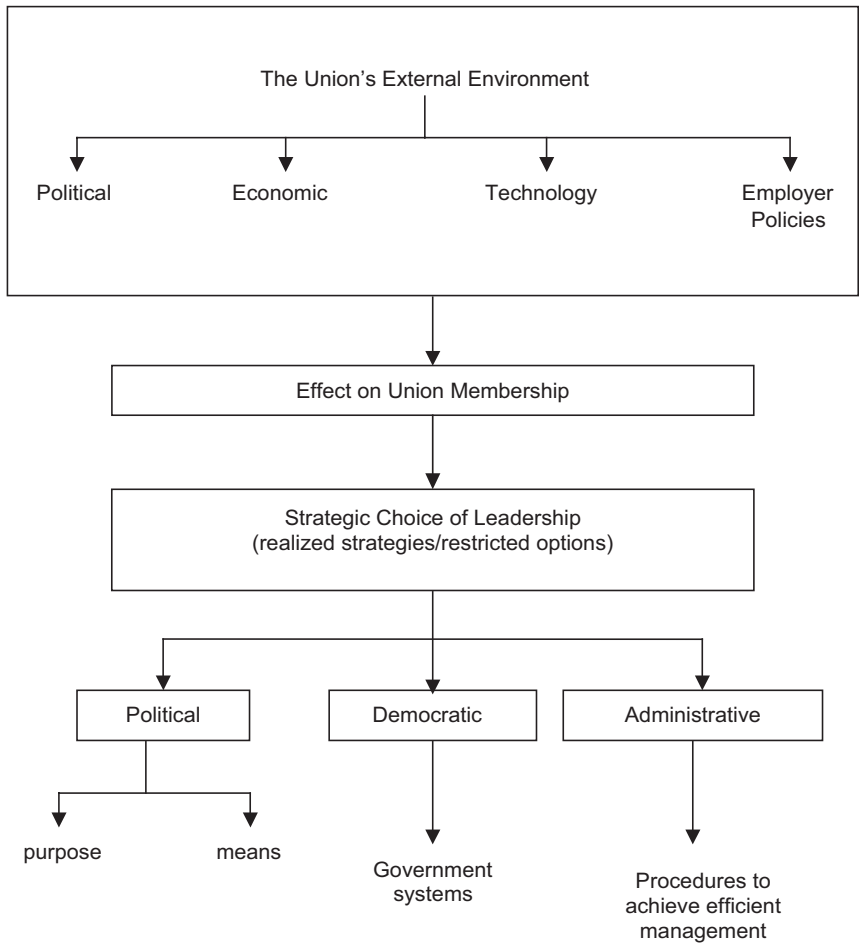 The Union’s External Environment
Political
Economic
Technology
Employer
Policies
Effect on Union Membership
Strategic Choice of Leadership
(realized strategies/restricted options)
Political
Democratic
Administrative
purpose
means
Government
systems
Procedures to
achieve efficient
management